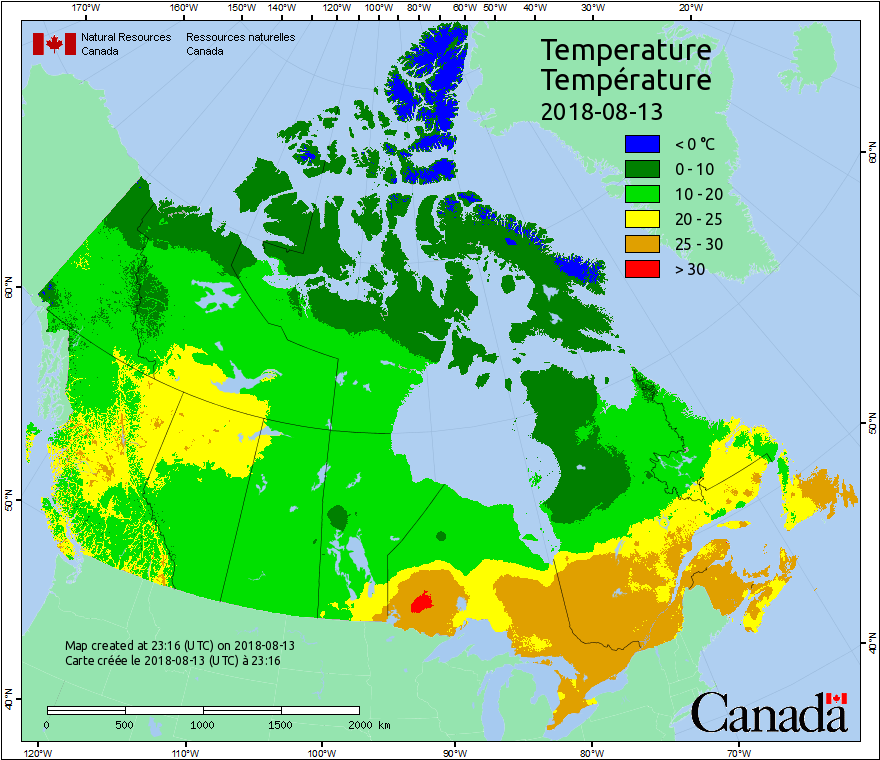 170°W 160°W 150°W 140°W 130°W 120°W 110°W 100°W 80°W 60°W 50°W 40°W 30°W 20°W
Natural Resources Ressources naturelles
Canada Canada
Temperature
Température
2018-08-13
< 0 °C
0 - 10
10 - 20
20 - 25
25 - 30
> 30
60°N
60°N
50°N
50°N
40°N
40°N
Map created at 23:16 (UTC) on 2018-08-13
Carte créée le 2018-08-13 (UTC) à 23:16
0 500 1000 1500 2000 km
Canada
120°W 110°W 100°W 90°W 80°W 70°W